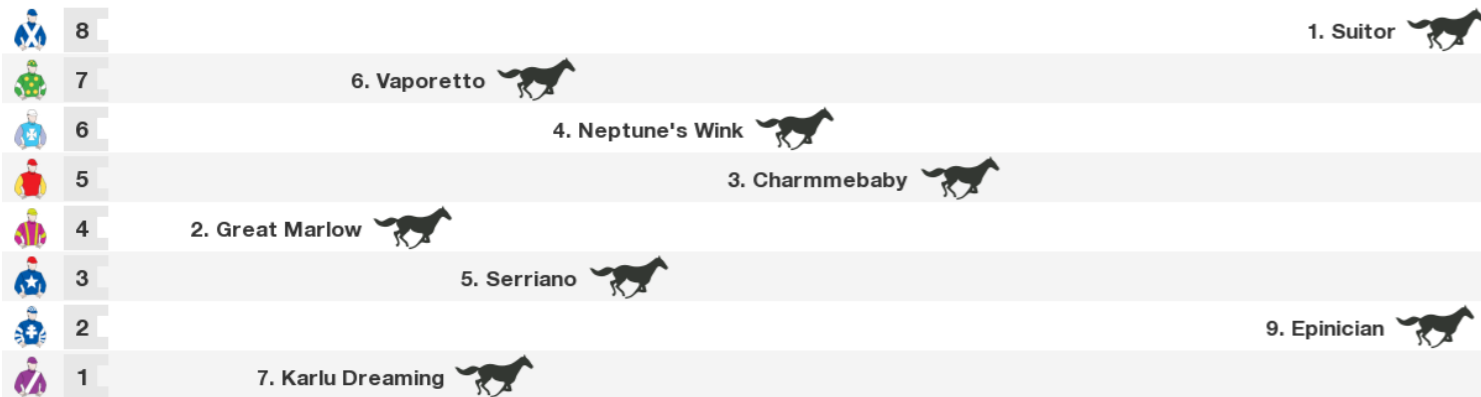 8 1. Suitor
7 6. Vaporetto
6 4. Neptune's Wink
5 3. Charmmebaby
4 2. Great Marlow
3 5. Serriano
2 9. Epinician
1 7. Karlu Dreaming